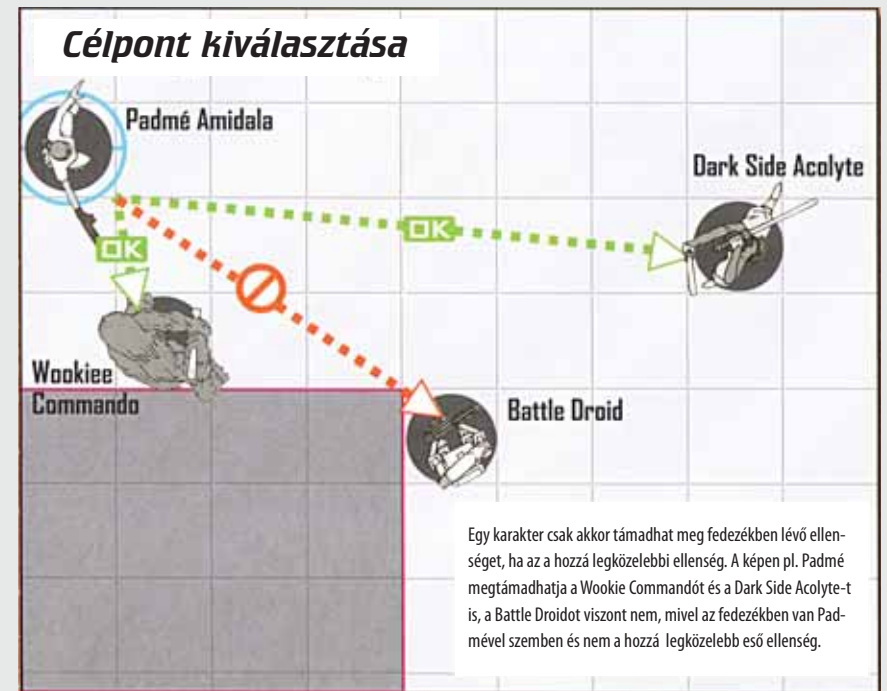 Célpont kiválasztása
Padmé Amidala
Dark Side Acolyte
OK
OK
Wookiee
Commando
Battle Droid
Egy karakter csak akkor támadhat meg fedezékben lévő ellen-
séget, ha az a hozzá legközelebbi ellenség. A képen pl. Padmé
megtámadhatja a Wookie Commandót és a Dark Side Acolyte-t
is, a Battle Droidot viszont nem, mivel az fedezékben van Pad-
mével szemben és nem a hozzá legközelebb eső ellenség.